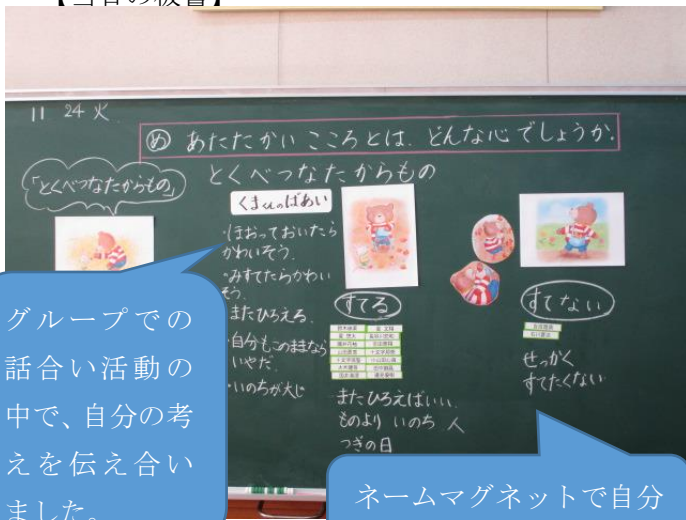 【当日の板書】
11 24 火
め あたたかい こころとは、どんな心でしょうか。
「とくべつなたからもの」
とくべつなたからもの
くまくんのばあい
・ほおっておいたら
かわいそう。
・みすてたらかわい
そう。
・またひろえる。
・自分もこのままなら
いやだ。
・いのちが大じ
すてる
またひろえばいい。
ものより いのち 人
つぎの日
すてない
せっかく
すてたくない
グループでの
話合い活動の
中で、自分の考
えを伝え合い
ました。
ネームマグネットで自分